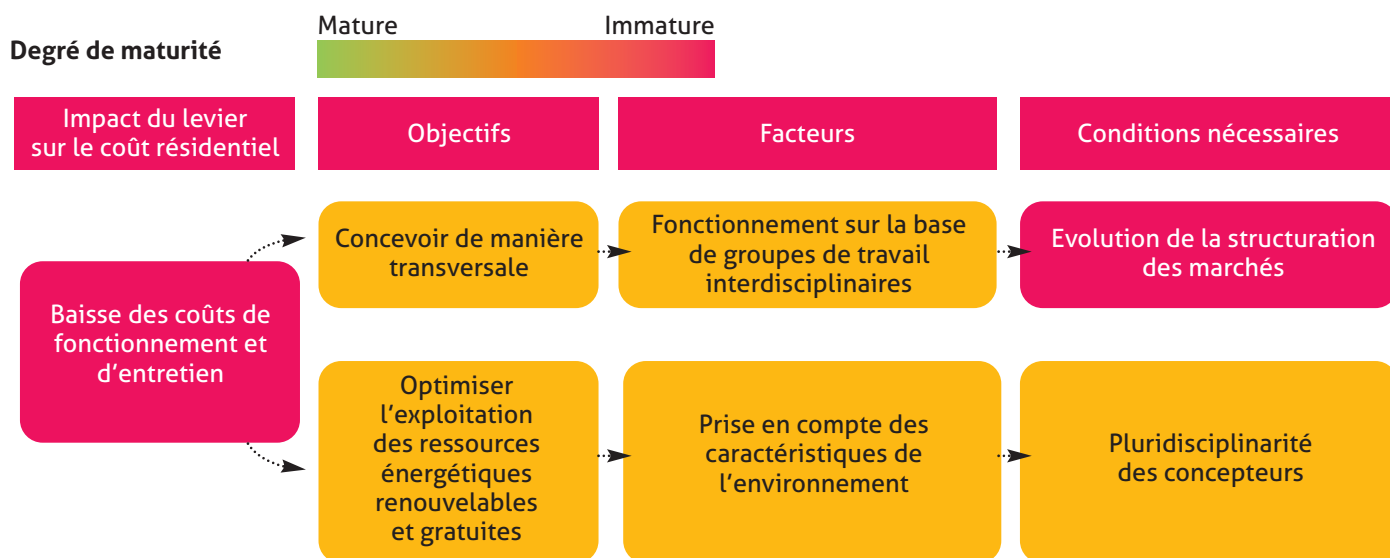 Mature
Immature
Degré de maturité
Impact du levier
sur le coût résidentiel
Objectifs
Facteurs
Conditions nécessaires
Baisse des coûts de
fonctionnement et
d'entretien
Concevoir de manière
transversale
Fonctionnement sur la base
de groupes de travail
interdisciplinaires
Evolution de la structuration
des marchés
Optimiser
l'exploitation
des ressources
énergétiques
renouvelables
et gratuites
Prise en compte des
caractéristiques de
l'environnement
Pluridisciplinarité
des concepteurs